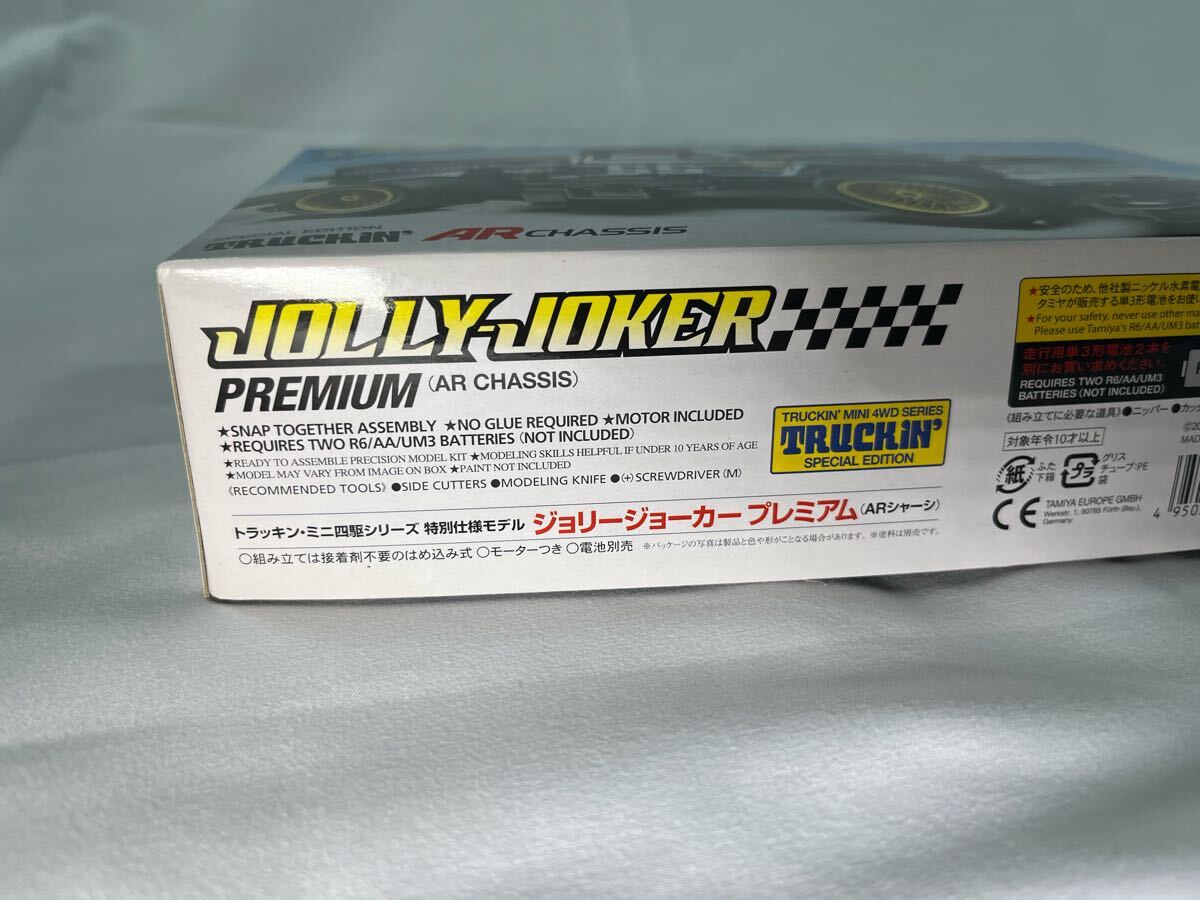 SPECIAL EDITION
TRUCKiN' AR CHASSIS
JOLLY-JOKER
PREMIUM (AR CHASSIS)
★SNAP TOGETHER ASSEMBLY ★NO GLUE REQUIRED ★MOTOR INCLUDED
★REQUIRES TWO R6/AA/UM3 BATTERIES (NOT INCLUDED)
★READY TO ASSEMBLE PRECISION MODEL KIT ★MODELING SKILLS HELPFUL IF UNDER 10 YEARS OF AGE
★MODEL MAY VARY FROM IMAGE ON BOX ★PAINT NOT INCLUDED
《RECOMMENDED TOOLS》 ●SIDE CUTTERS ●MODELING KNIFE ●(+) SCREWDRIVER (M)
TRUCKIN' MINI 4WD SERIES
TRUCKiN'
SPECIAL EDITION
トラッキン・ミニ四駆シリーズ 特別仕様モデル ジョリージョーカー プレミアム (ARシャーシ)
○組み立ては接着剤不要のはめ込み式 ○モーターつき ○電池別売 ※パッケージの写真は製品と色や形がことなる場合があります。※塗料は別売です。
★安全のため、他社製ニッケル水素電
タミヤが販売する単3形電池をお使い
★For your safety, never use other ma
Please use Tamiya's R6/AA/UM3 bat
走行用単3形電池2本を
別にお買い求めください。
REQUIRES TWO R6/AA/UM3
BATTERIES (NOT INCLUDED)
《組み立てに必要な道具》●ニッパー ●カッ
対象年令10才以上
紙 ふた
下箱
プラ グリス
チューブ:PE
袋
CE TAMIYA EUROPE GMBH
Werkstr. 1, 90765 Fürth (Bay.),
Germany
©20
MAD
4 950